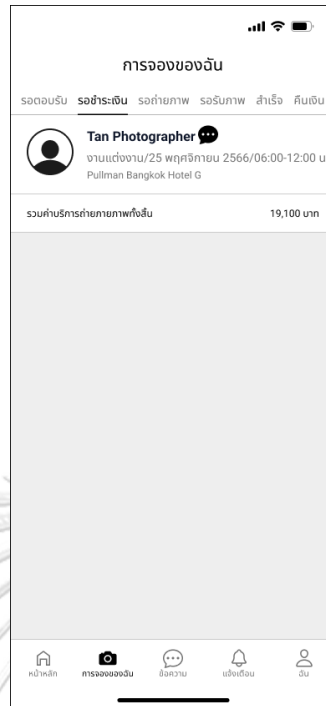 การจองของฉัน
รอตอบรับ รอชำระเงิน รอถ่ายภาพ รอรับภาพ สำเร็จ คืนเงิน
Tan Photographer
งานแต่งงาน/25 พฤศจิกายน 2566/06:00-12:00 น
Pullman Bangkok Hotel G
รวมค่าบริการถ่ายภายภาพทั้งสิ้น 19,100 บาท
หน้าหลัก การจองของฉัน ข้อความ แจ้งเตือน ฉัน